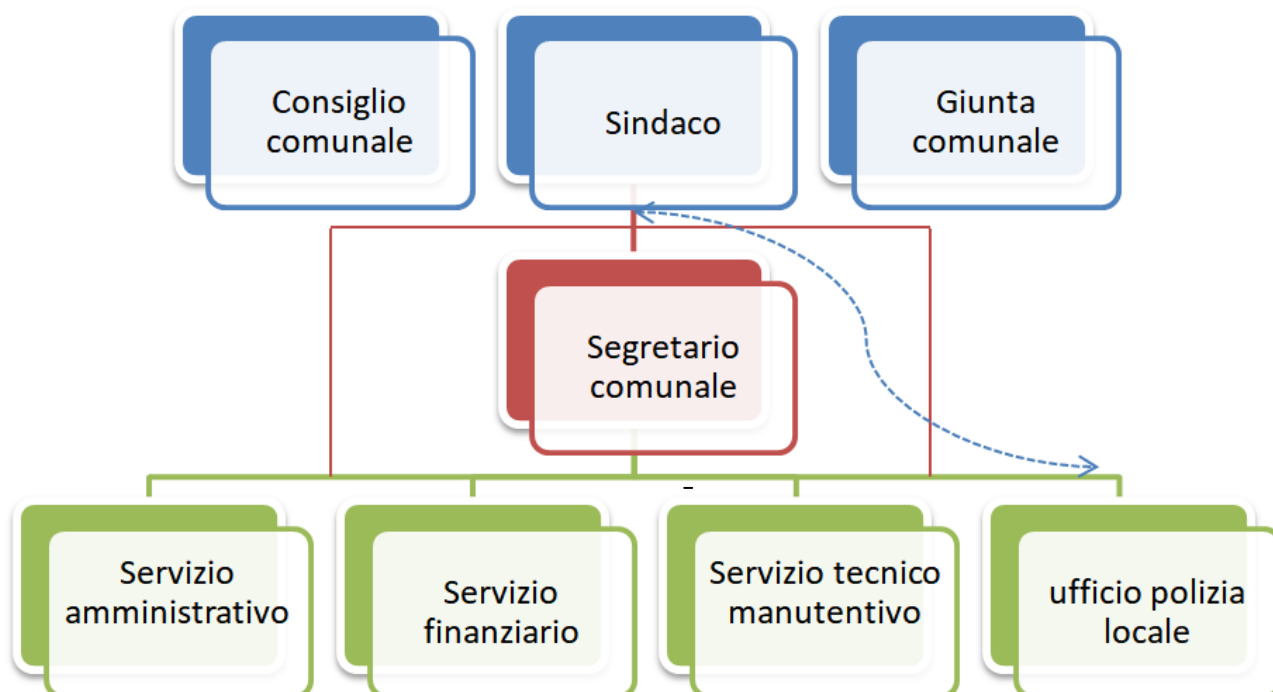 Consiglio
comunale
Sindaco
Giunta
comunale
Segretario
comunale
Servizio
amministrativo
Servizio
finanziario
Servizio tecnico
manutentivo
ufficio polizia
locale